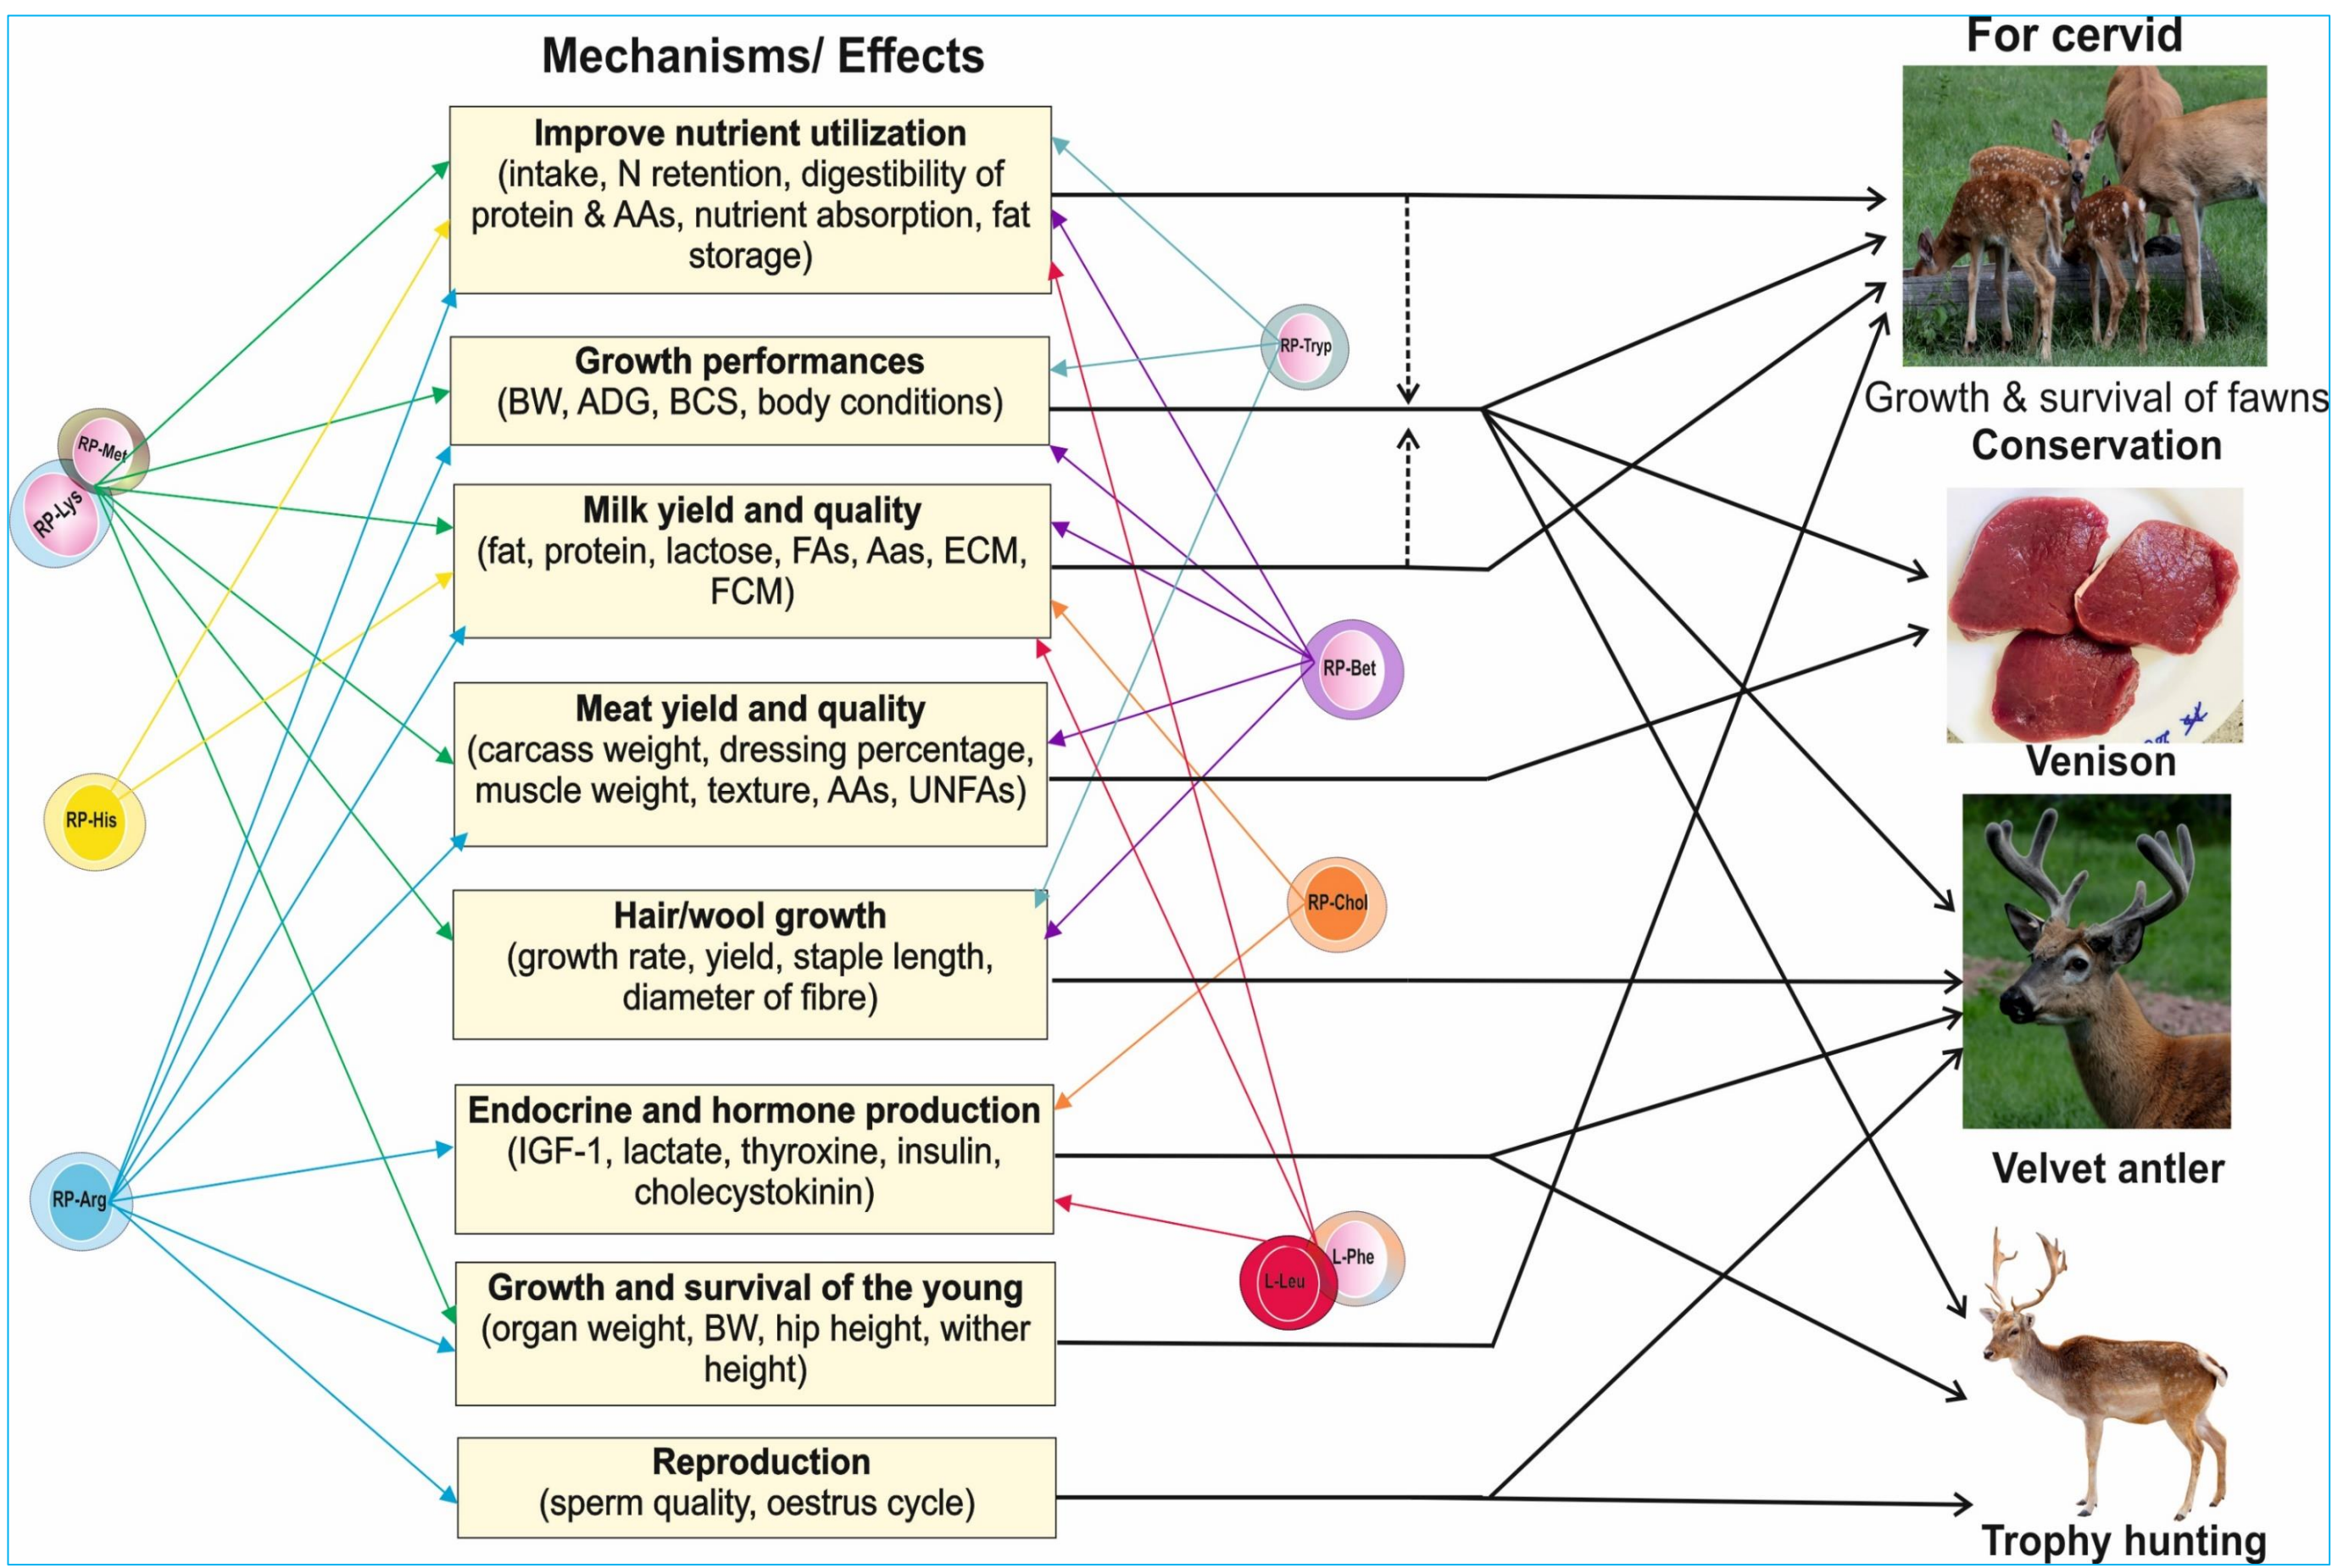 Mechanisms/ Effects
For cervid
Improve nutrient utilization
(intake, N retention, digestibility of
protein & AAs, nutrient absorption, fat
storage)
Growth performances
(BW, ADG, BCS, body conditions)
Milk yield and quality
(fat, protein, lactose, FAs, Aas, ECM,
FCM)
Meat yield and quality
(carcass weight, dressing percentage,
muscle weight, texture, AAs, UNFAs)
Hair/wool growth
(growth rate, yield, staple length,
diameter of fibre)
Endocrine and hormone production
(IGF-1, lactate, thyroxine, insulin,
cholecystokinin)
Growth and survival of the young
(organ weight, BW, hip height, wither
height)
Reproduction
(sperm quality, oestrus cycle)
RP-Met
RP-Lys
RP-His
RP-Arg
RP-Tryp
RP-Bet
RP-Chol
L-Phe
L-Leu
Growth & survival of fawns
Conservation
Venison
Velvet antler
Trophy hunting